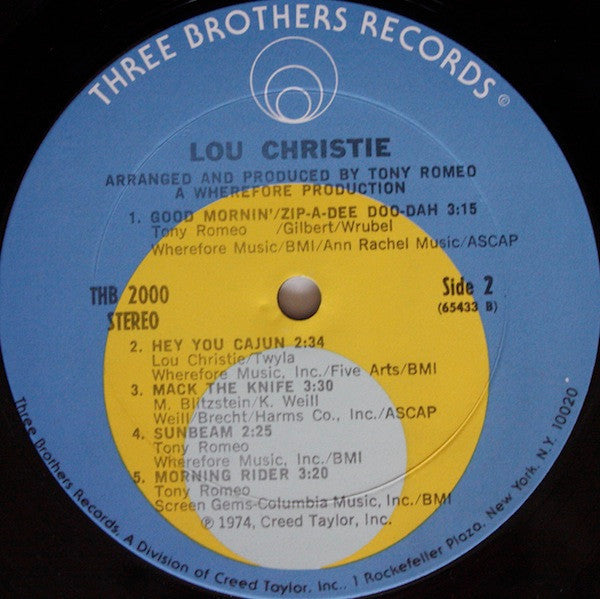 THREE BROTHERS RECORDS ©
LOU CHRISTIE
ARRANGED AND PRODUCED BY TONY ROMEO
A WHEREFORE PRODUCTION
1. GOOD MORNIN'/ZIP-A-DEE DOO-DAH 3:15
Tony Romeo /Gilbert/Wrubel
Wherefore Music/BMI/Ann Rachel Music/ASCAP
THB 2000
STEREO
Side 2
(65433 B)
2. HEY YOU CAJUN 2:34
Lou Christie/Twyla
Wherefore Music, Inc./Five Arts/BMI
3. MACK THE KNIFE 3:30
M. Blitzstein/K. Weill
Weill/Brecht/Harms Co., Inc./ASCAP
4. SUNBEAM 2:25
Tony Romeo
Wherefore Music, Inc./BMI
5. MORNING RIDER 3:20
Tony Romeo
Screen Gems-Columbia Music, Inc./BMI
℗ 1974, Creed Taylor, Inc.
Three Brothers Records, A Division of Creed Taylor, Inc., 1 Rockefeller Plaza, New York, N.Y. 10020